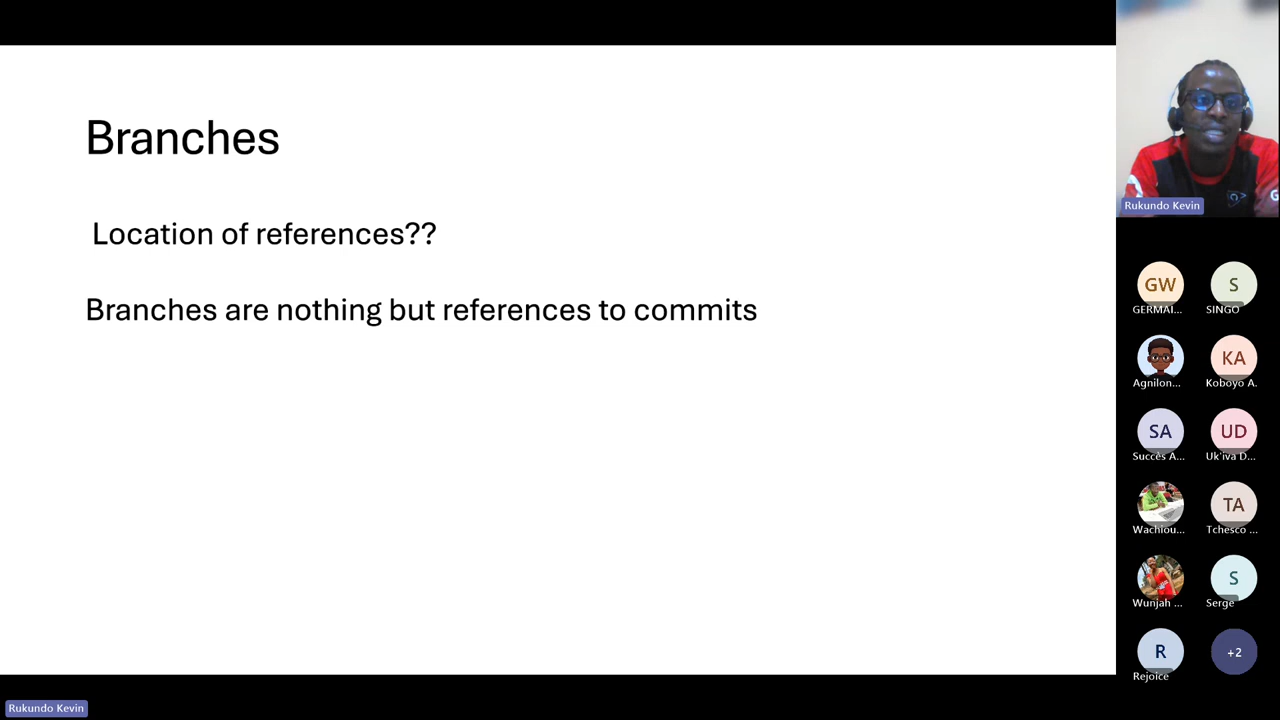 Branches
Location of references??
Branches are nothing but references to commits
Rukundo Kevin
GW
GERMAI...
S
SINGO
Agnilon...
KA
Koboyo A.
SA
Succès A...
UD
Uk'iva D...
Wachiou...
TA
Tchesco ...
Wunjah ...
S
Serge
R
Rejoice
+2
Rukundo Kevin